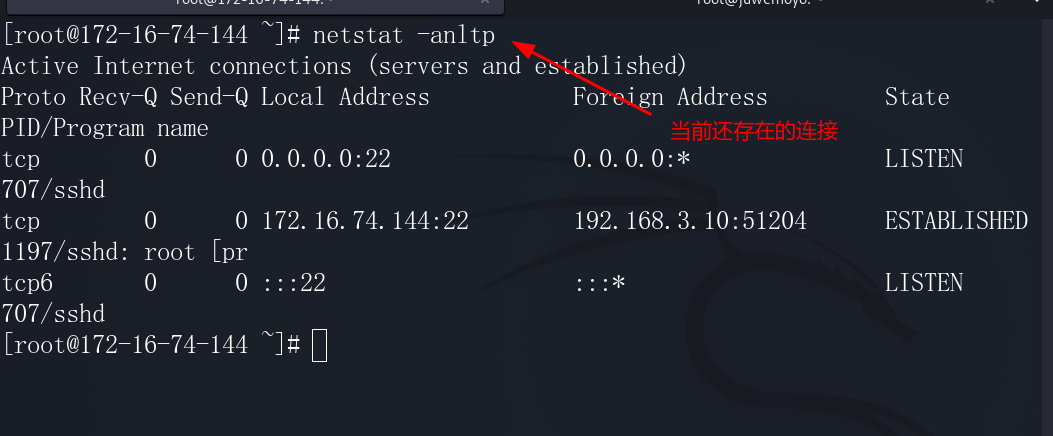 [root@172-16-74-144 ~]# netstat -anltp
Active Internet connections (servers and established)
Proto Recv-Q Send-Q Local Address Foreign Address State
PID/Program name
当前还存在的连接
tcp 0 0 0.0.0.0:22 0.0.0.0:* LISTEN
707/sshd
tcp 0 0 172.16.74.144:22 192.168.3.10:51204 ESTABLISHED
1197/sshd: root [pr
tcp6 0 0 :::22 :::* LISTEN
707/sshd
[root@172-16-74-144 ~]#